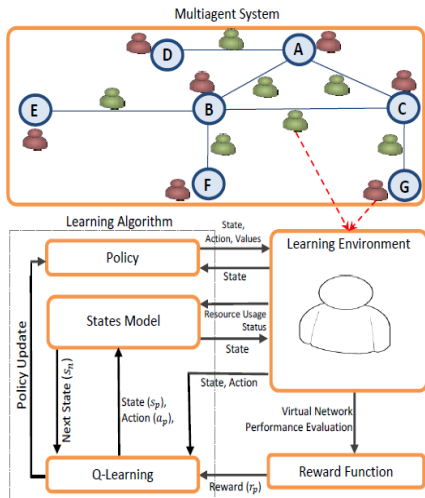 Multiagent System
D
A
E
B
C
F
G
Learning Algorithm
State,
Action, Values
Learning Environment
Policy
State
States Model
Resource Usage
Status
State
Policy Update
Next State (sₙ)
State (sₚ)
Action (aₚ),
State, Action
Virtual Network
Performance Evaluation
Q-Learning
Reward (rₚ)
Reward Function